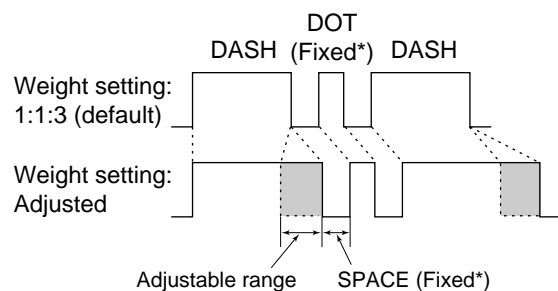 DOT
DASH (Fixed*) DASH
Weight setting:
1:1:3 (default)
Weight setting:
Adjusted
Adjustable range SPACE (Fixed*)